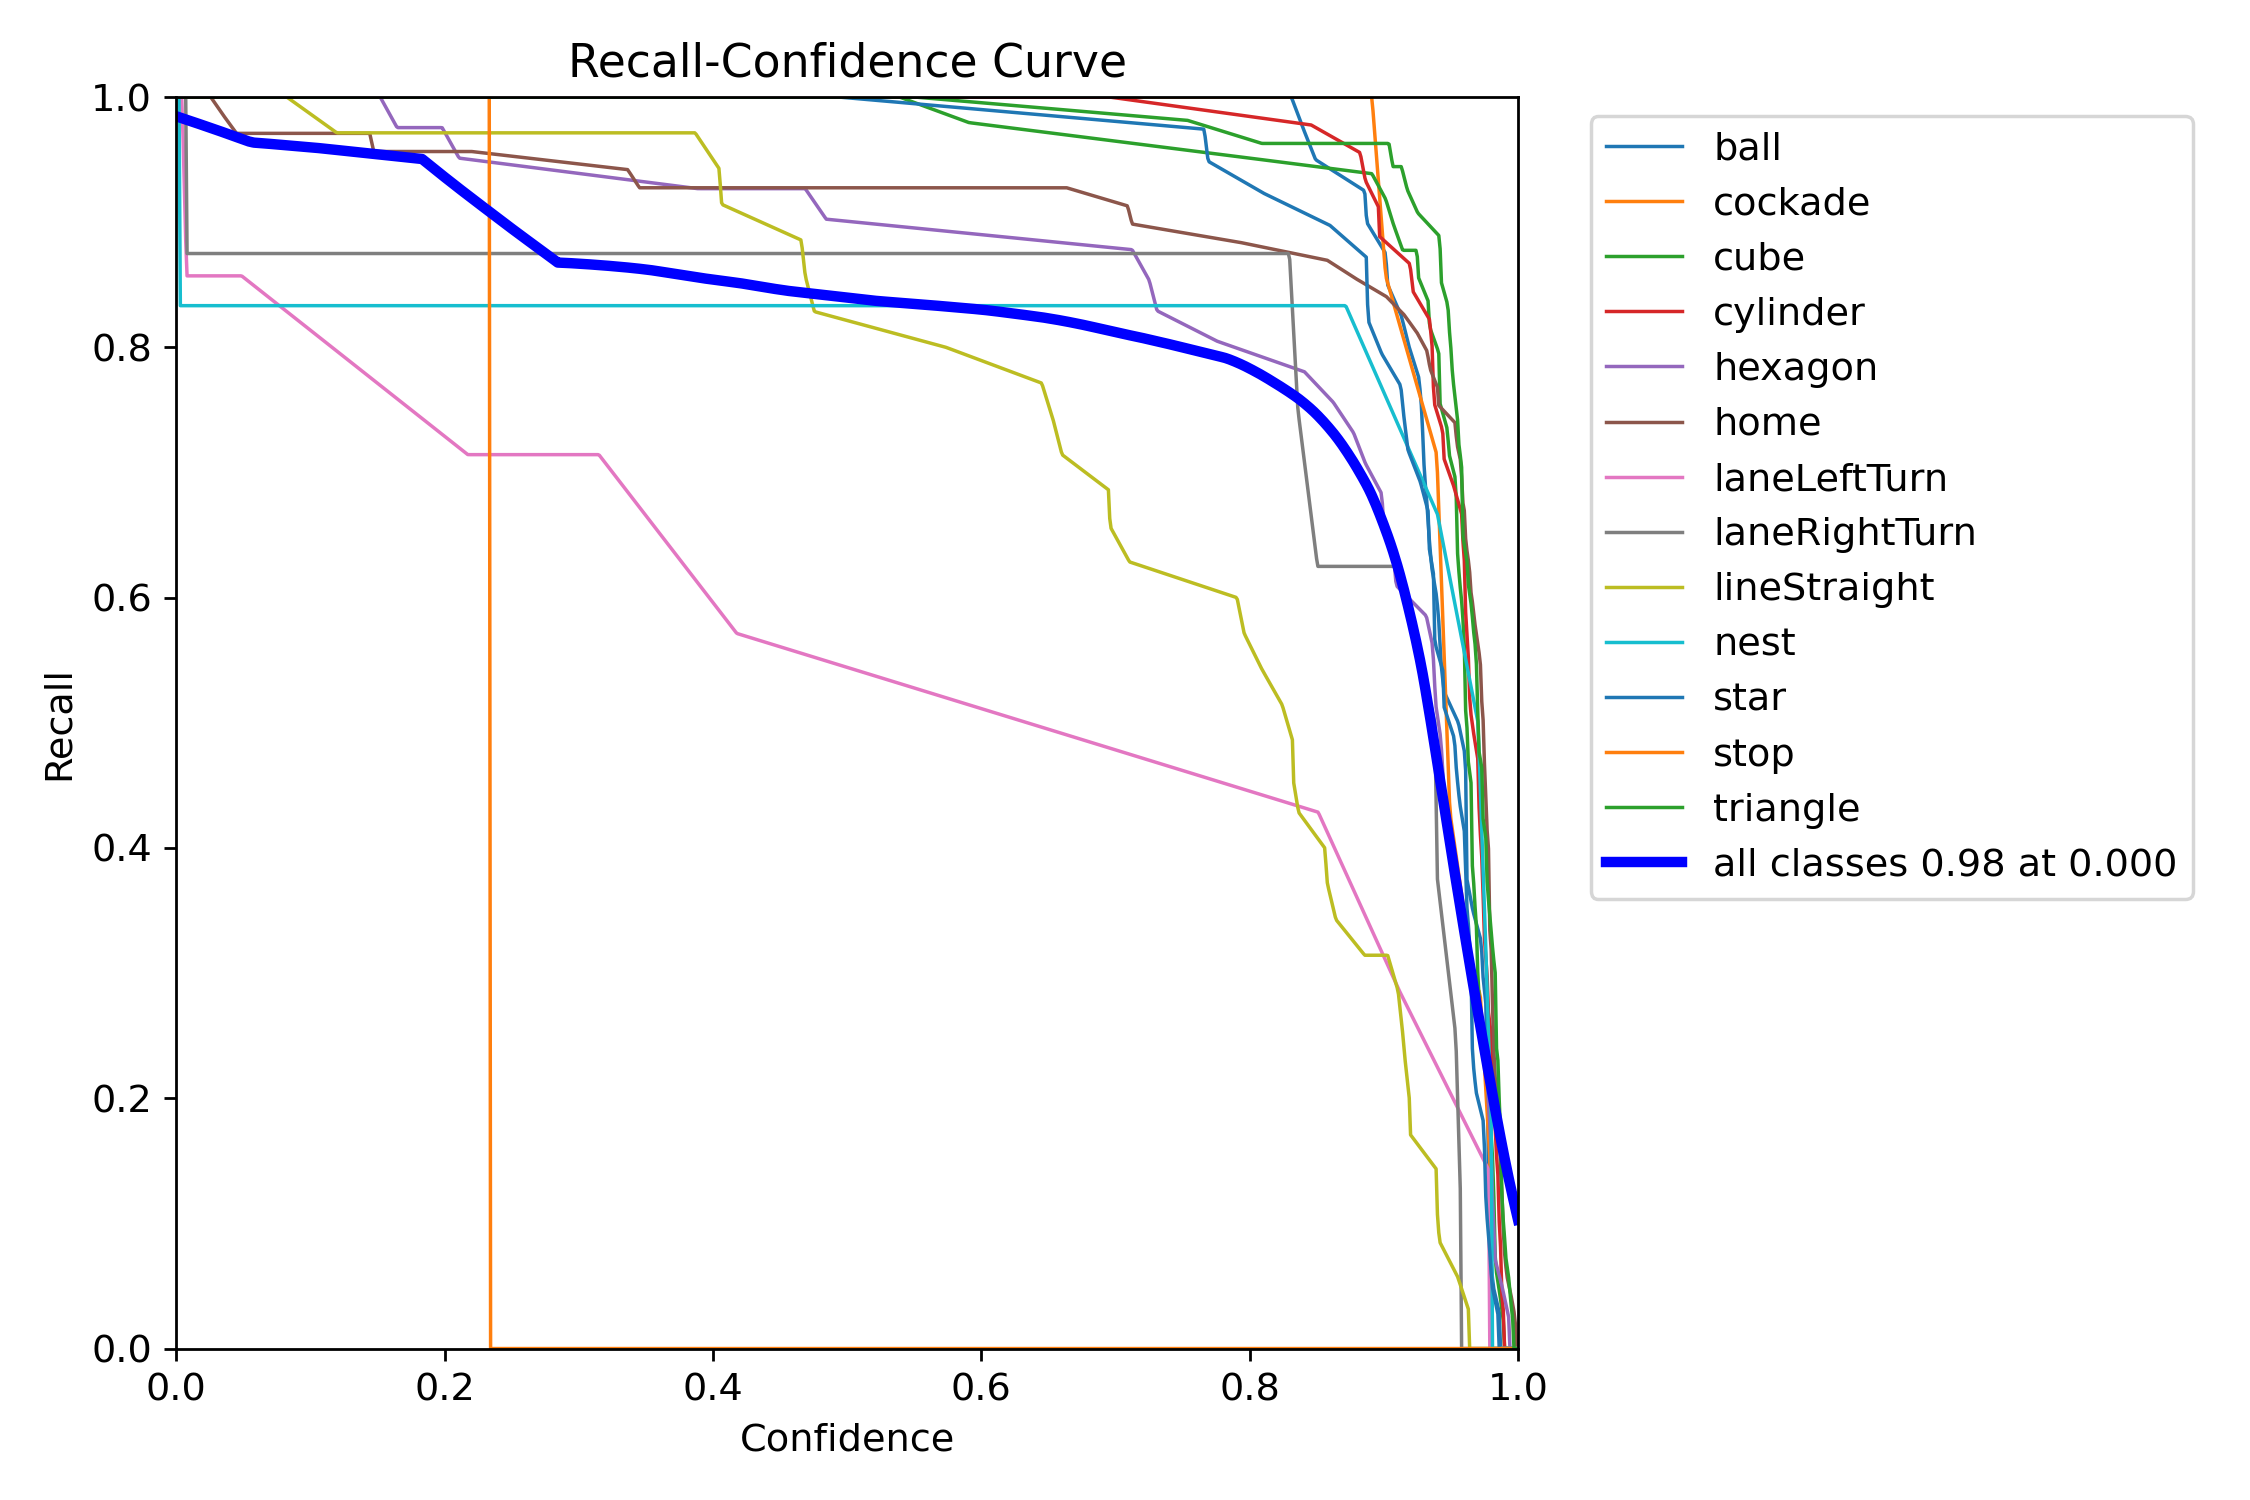 Recall-Confidence Curve
1.0
0.8
0.6
0.4
0.2
0.0
Recall
0.0 0.2 0.4 0.6 0.8 1.0
Confidence
ball
cockade
cube
cylinder
hexagon
home
laneLeftTurn
laneRightTurn
lineStraight
nest
star
stop
triangle
all classes 0.98 at 0.000